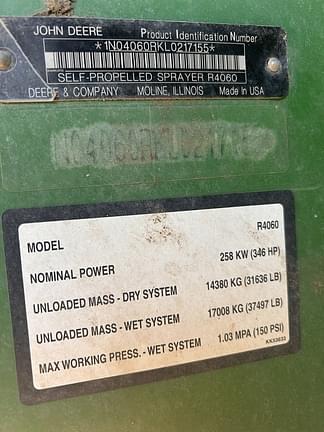 JOHN DEERE Product Identification Number
*1N04060RKL0217155*
SELF-PROPELLED SPRAYER R4060
DEERE & COMPANY MOLINE, ILLINOIS Made In USA
MODEL R4060
NOMINAL POWER 258 KW (346 HP)
UNLOADED MASS - DRY SYSTEM 14380 KG (31636 LB)
UNLOADED MASS - WET SYSTEM 17008 KG (37497 LB)
MAX WORKING PRESS. - WET SYSTEM 1.03 MPA (150 PSI)
KK53633